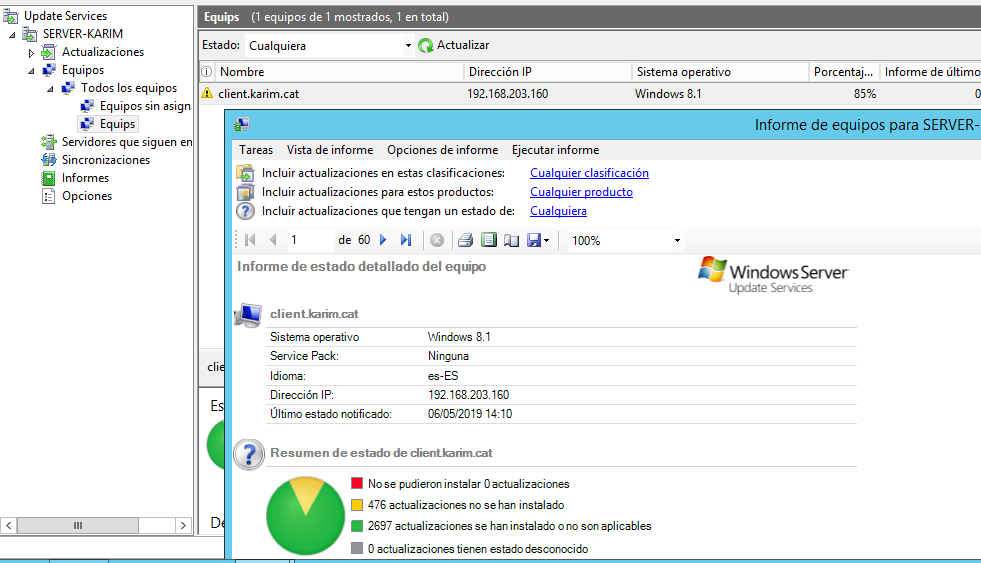 Update Services
SERVER-KARIM
Actualizaciones
Equipos
Todos los equipos
Equipos sin asign
Equips
Servidores que siguen en
Sincronizaciones
Informes
Opciones
Equips (1 equipos de 1 mostrados, 1 en total)
Estado: Cualquiera Actualizar
Nombre Dirección IP Sistema operativo Porcentaj... Informe de último
client.karim.cat 192.168.203.160 Windows 8.1 85% 0
Informe de equipos para SERVER-
Tareas Vista de informe Opciones de informe Ejecutar informe
Incluir actualizaciones en estas clasificaciones: Cualquier clasificación
Incluir actualizaciones para estos productos: Cualquier producto
Incluir actualizaciones que tengan un estado de: Cualquiera
1 de 60 100%
Informe de estado detallado del equipo
Windows Server
Update Services
client.karim.cat
Sistema operativo Windows 8.1
Service Pack: Ninguna
Idioma: es-ES
Dirección IP: 192.168.203.160
Último estado notificado: 06/05/2019 14:10
Resumen de estado de client.karim.cat
No se pudieron instalar 0 actualizaciones
476 actualizaciones no se han instalado
2697 actualizaciones se han instalado o no son aplicables
0 actualizaciones tienen estado desconocido
clie
Es
De